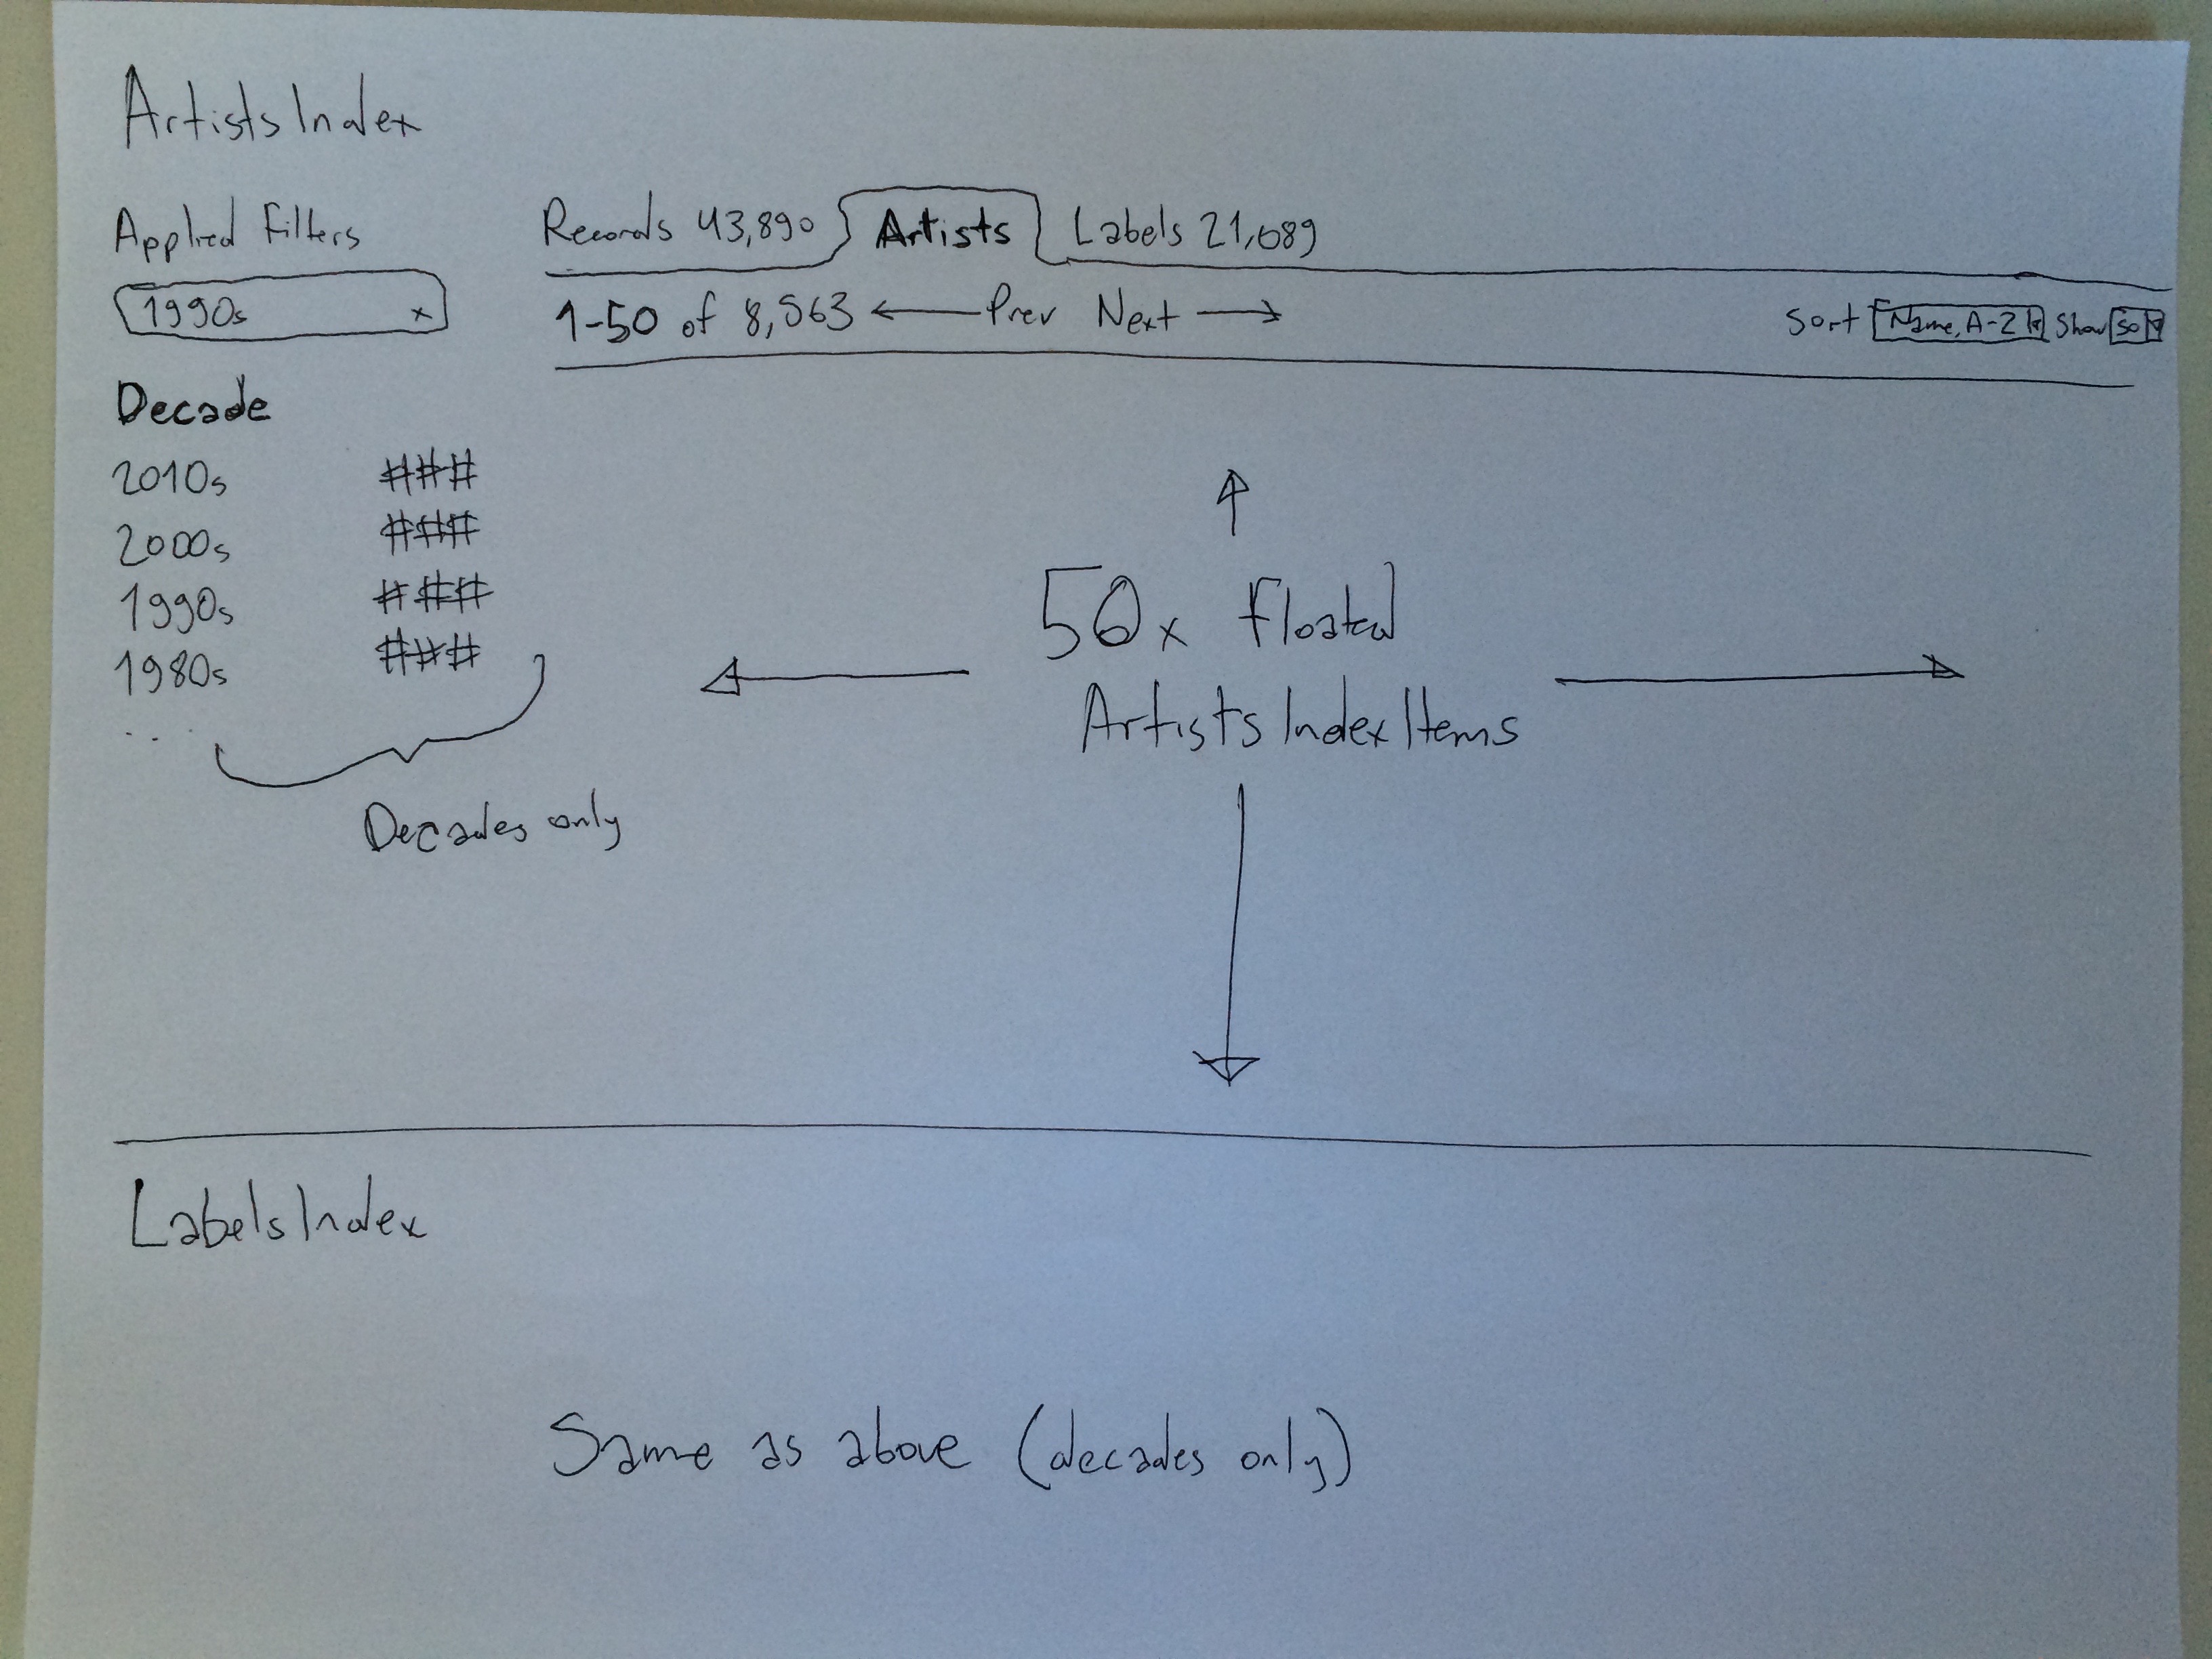 ArtistsIndex
Applied Filters
1990s x
Decade
2010s ###
2000s ###
1990s ###
1980s ###
...
Decades only
Records 43,890 Artists Labels 21,089
1-50 of 8,563 ← Prev Next →
Sort Name, A-Z Show 50
50x floated
ArtistsIndexItems
LabelsIndex
Same as above (decades only)